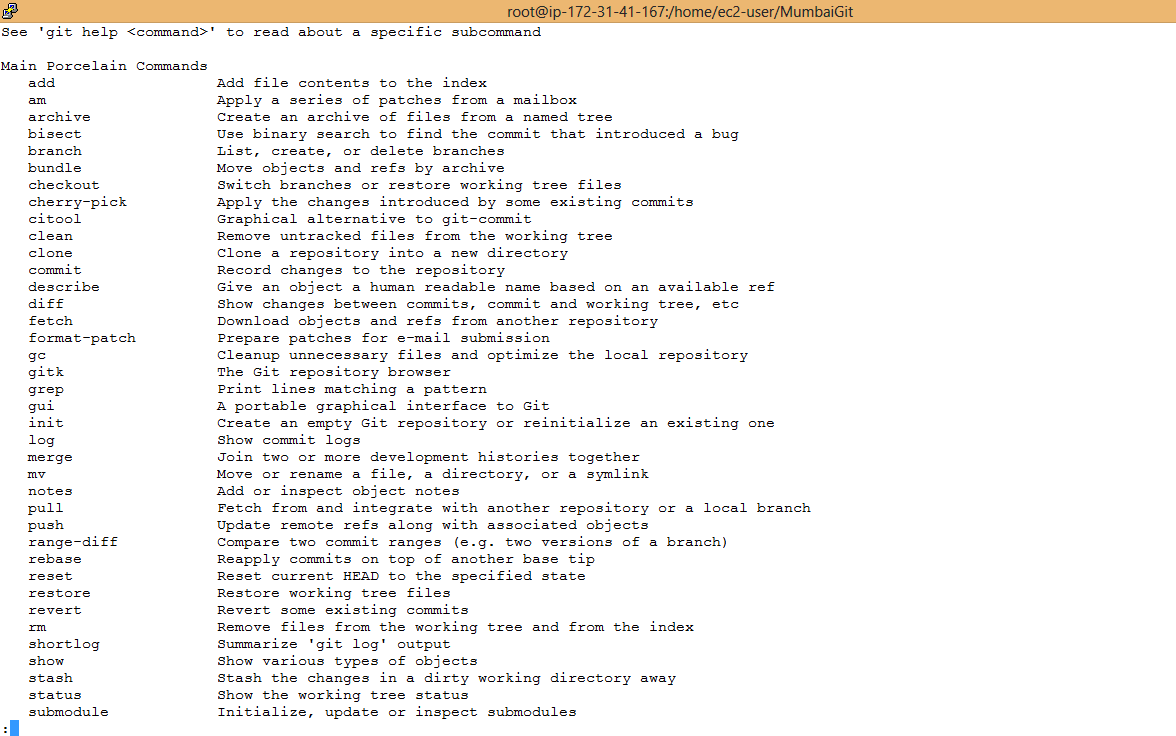 root@ip-172-31-41-167:/home/ec2-user/MumbaiGit
See 'git help <command>' to read about a specific subcommand

Main Porcelain Commands
   add                  Add file contents to the index
   am                   Apply a series of patches from a mailbox
   archive              Create an archive of files from a named tree
   bisect               Use binary search to find the commit that introduced a bug
   branch               List, create, or delete branches
   bundle               Move objects and refs by archive
   checkout             Switch branches or restore working tree files
   cherry-pick          Apply the changes introduced by some existing commits
   citool               Graphical alternative to git-commit
   clean                Remove untracked files from the working tree
   clone                Clone a repository into a new directory
   commit               Record changes to the repository
   describe             Give an object a human readable name based on an available ref
   diff                 Show changes between commits, commit and working tree, etc
   fetch                Download objects and refs from another repository
   format-patch         Prepare patches for e-mail submission
   gc                   Cleanup unnecessary files and optimize the local repository
   gitk                 The Git repository browser
   grep                 Print lines matching a pattern
   gui                  A portable graphical interface to Git
   init                 Create an empty Git repository or reinitialize an existing one
   log                  Show commit logs
   merge                Join two or more development histories together
   mv                   Move or rename a file, a directory, or a symlink
   notes                Add or inspect object notes
   pull                 Fetch from and integrate with another repository or a local branch
   push                 Update remote refs along with associated objects
   range-diff           Compare two commit ranges (e.g. two versions of a branch)
   rebase               Reapply commits on top of another base tip
   reset                Reset current HEAD to the specified state
   restore              Restore working tree files
   revert               Revert some existing commits
   rm                   Remove files from the working tree and from the index
   shortlog             Summarize 'git log' output
   show                 Show various types of objects
   stash                Stash the changes in a dirty working directory away
   status               Show the working tree status
   submodule            Initialize, update or inspect submodules
: